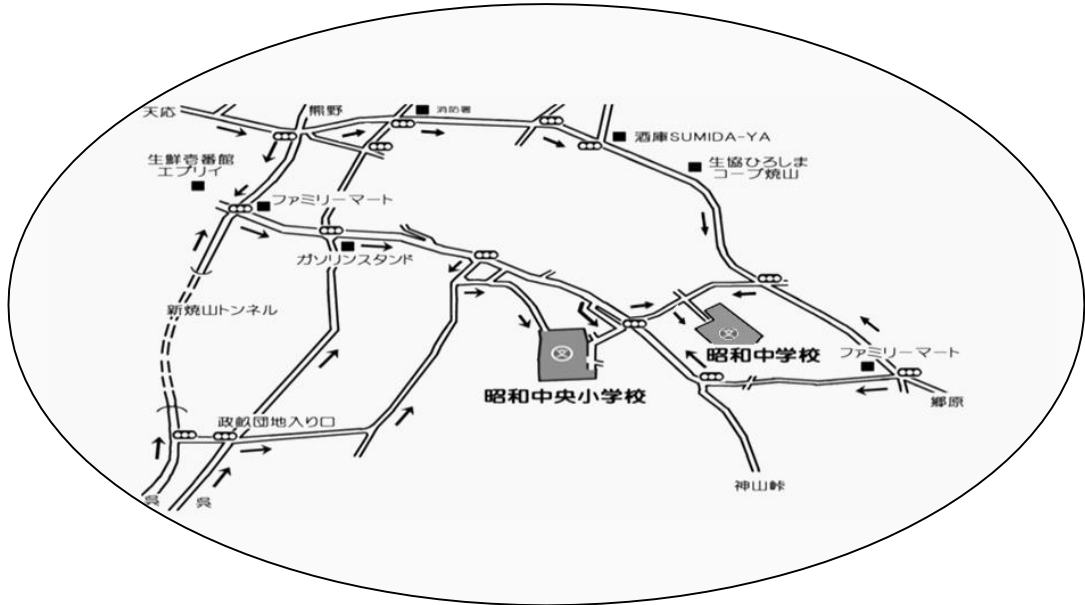 天応
熊野
消防署
酒庫SUMIDA-YA
生鮮壱番館
エブリイ
生協ひろしま
コープ焼山
ファミリーマート
ガソリンスタンド
新焼山トンネル
文
文
昭和中学校
ファミリーマート
昭和中央小学校
郷原
政畝団地入り口
神山峠
呉
呉